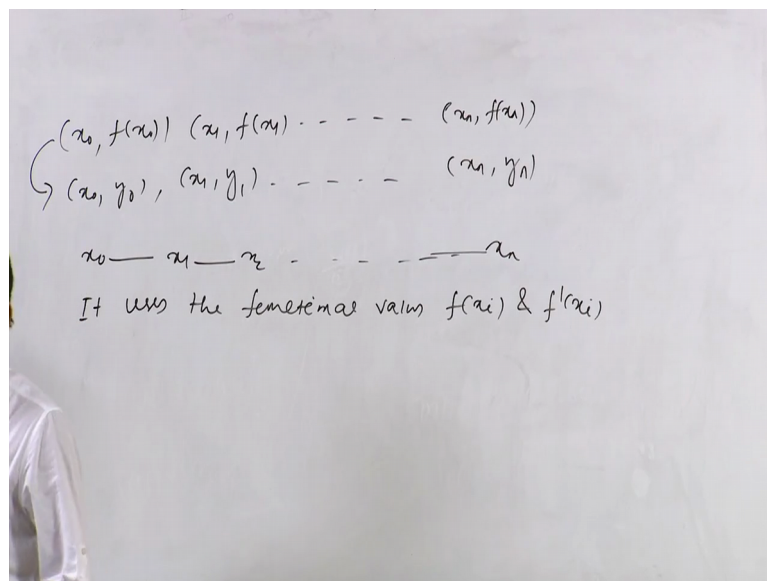 (x₀, f(x₀)) (x₁, f(x₁) - - - - - (xₙ, f(xₙ))
(x₀, y₀), (x₁, y₁) - - - - - (xₙ, yₙ)
x₀ — x₁ — x₂ - - - - - — xₙ
It uses the functional values f(xᵢ) & f'(xᵢ)